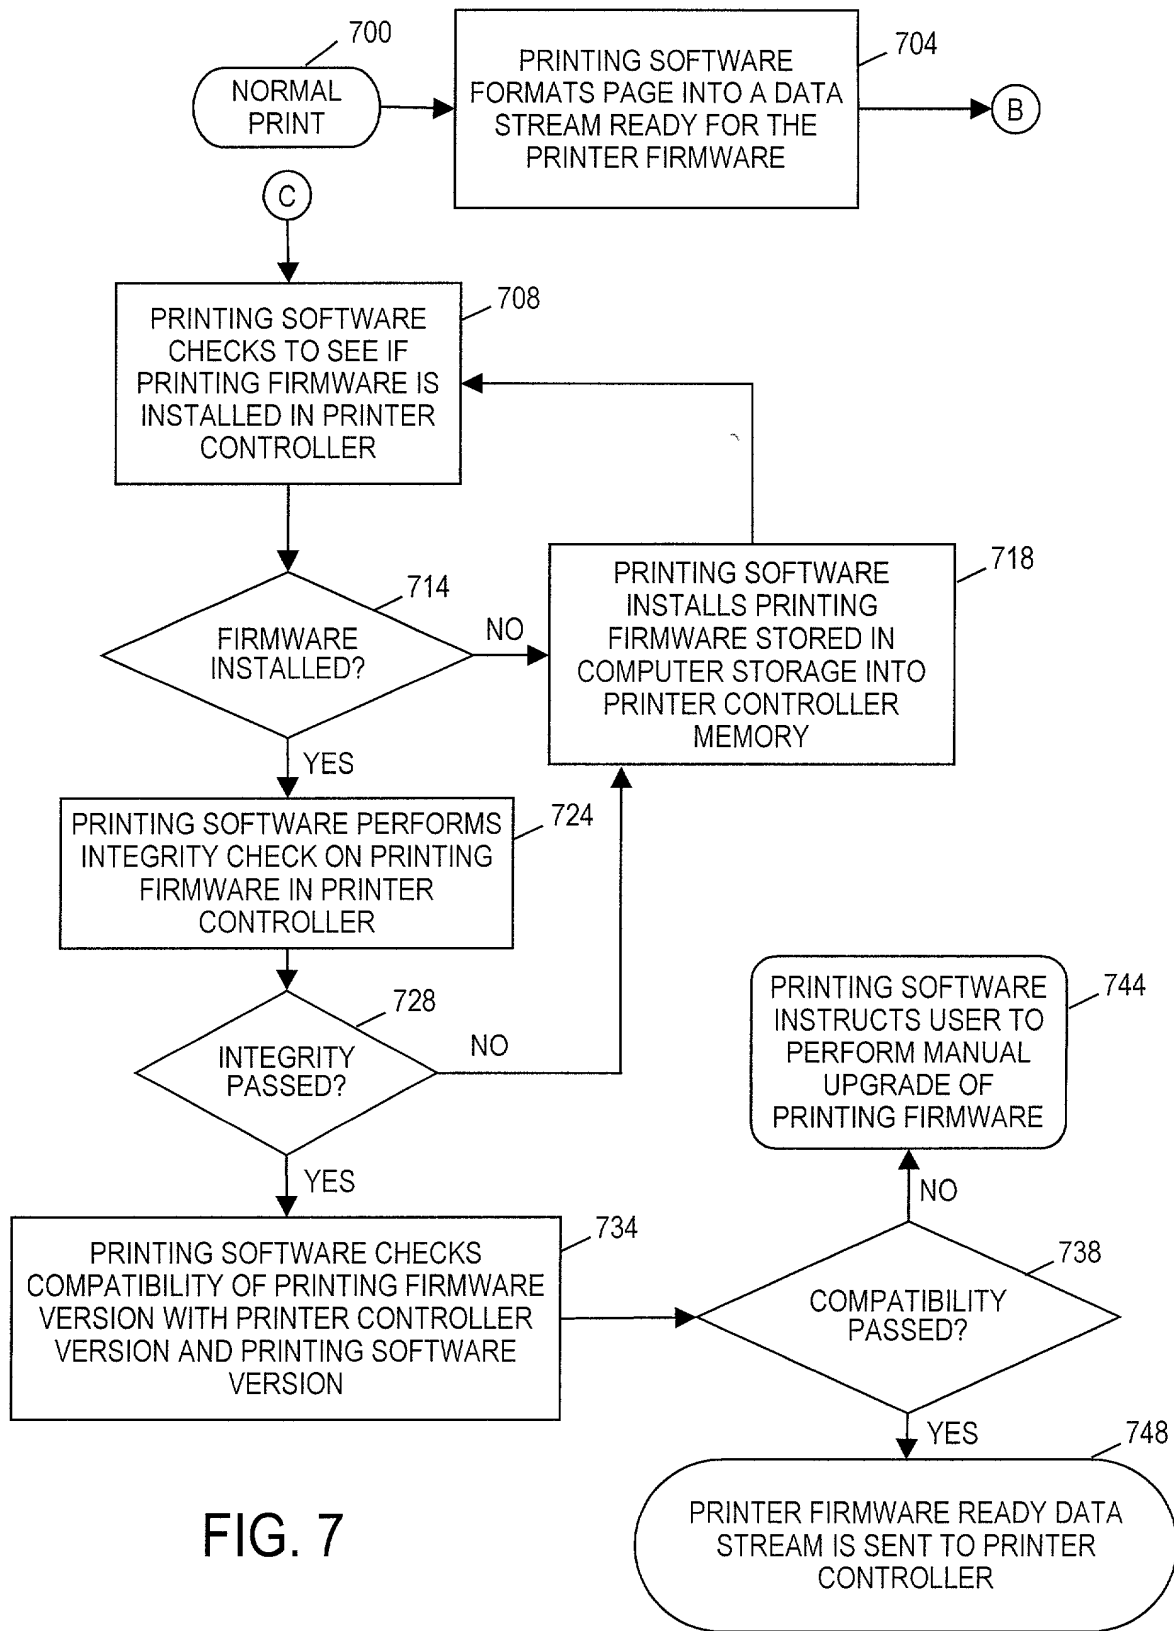 700
NORMAL
PRINT
704
PRINTING SOFTWARE
FORMATS PAGE INTO A DATA
STREAM READY FOR THE
PRINTER FIRMWARE
B
C
708
PRINTING SOFTWARE
CHECKS TO SEE IF
PRINTING FIRMWARE IS
INSTALLED IN PRINTER
CONTROLLER
714
FIRMWARE
INSTALLED?
NO
718
PRINTING SOFTWARE
INSTALLS PRINTING
FIRMWARE STORED IN
COMPUTER STORAGE INTO
PRINTER CONTROLLER
MEMORY
YES
724
PRINTING SOFTWARE PERFORMS
INTEGRITY CHECK ON PRINTING
FIRMWARE IN PRINTER
CONTROLLER
728
INTEGRITY
PASSED?
NO
YES
734
PRINTING SOFTWARE CHECKS
COMPATIBILITY OF PRINTING FIRMWARE
VERSION WITH PRINTER CONTROLLER
VERSION AND PRINTING SOFTWARE
VERSION
744
PRINTING SOFTWARE
INSTRUCTS USER TO
PERFORM MANUAL
UPGRADE OF
PRINTING FIRMWARE
NO
738
COMPATIBILITY
PASSED?
YES
748
PRINTER FIRMWARE READY DATA
STREAM IS SENT TO PRINTER
CONTROLLER
FIG. 7